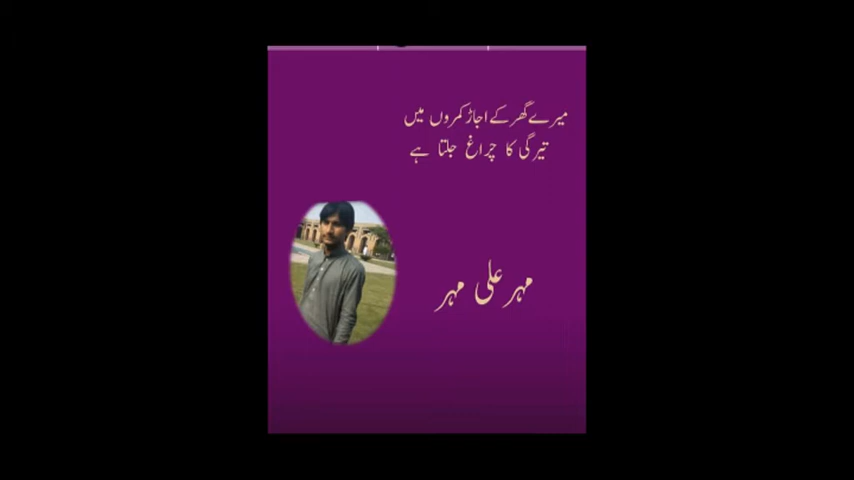 میرے گھر کے اجاڑ کمروں میں
تیرگی کا چراغ جلتا ہے
مہر علی مہر